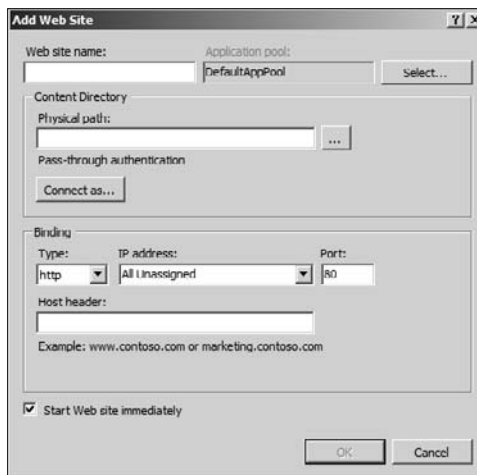 Add Web Site
Web site name:
Application pool:
DefaultAppPool
Select...
Content Directory
Physical path:
...
Pass-through authentication
Connect as...
Binding
Type:
IP address:
Port:
http
All Unassigned
80
Host header:
Example: www.contoso.com or marketing.contoso.com
Start Web site immediately
OK
Cancel